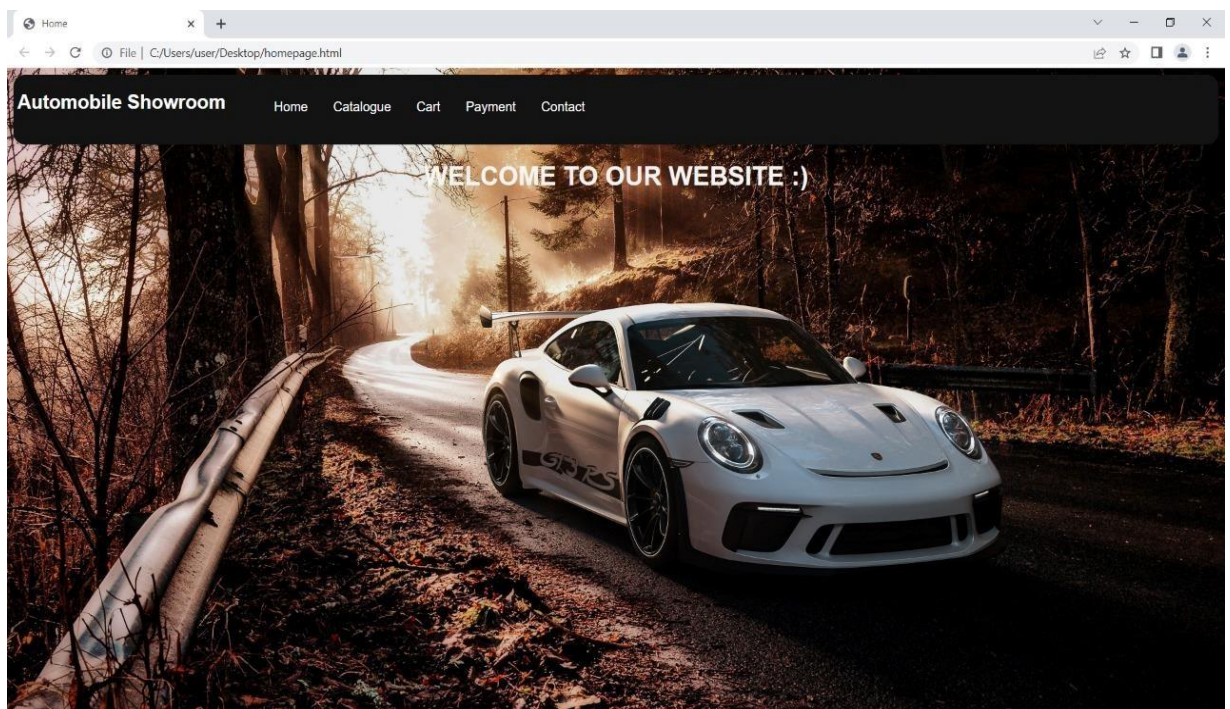 Home
File | C:/Users/user/Desktop/homepage.html
Automobile Showroom Home Catalogue Cart Payment Contact
WELCOME TO OUR WEBSITE :)
GT3 RS